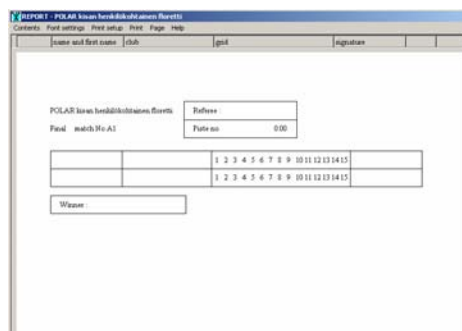 REPORT - POLAR kisan henkilökohtainen floretti
Contents Font settings Print setup Print Page Help
name and first name club grid signature
POLAR kisan henkilökohtainen floretti Referee :
Final match No.A1 Piste no 0:00
1 2 3 4 5 6 7 8 9 10 11 12 13 14 15
1 2 3 4 5 6 7 8 9 10 11 12 13 14 15
Winner :